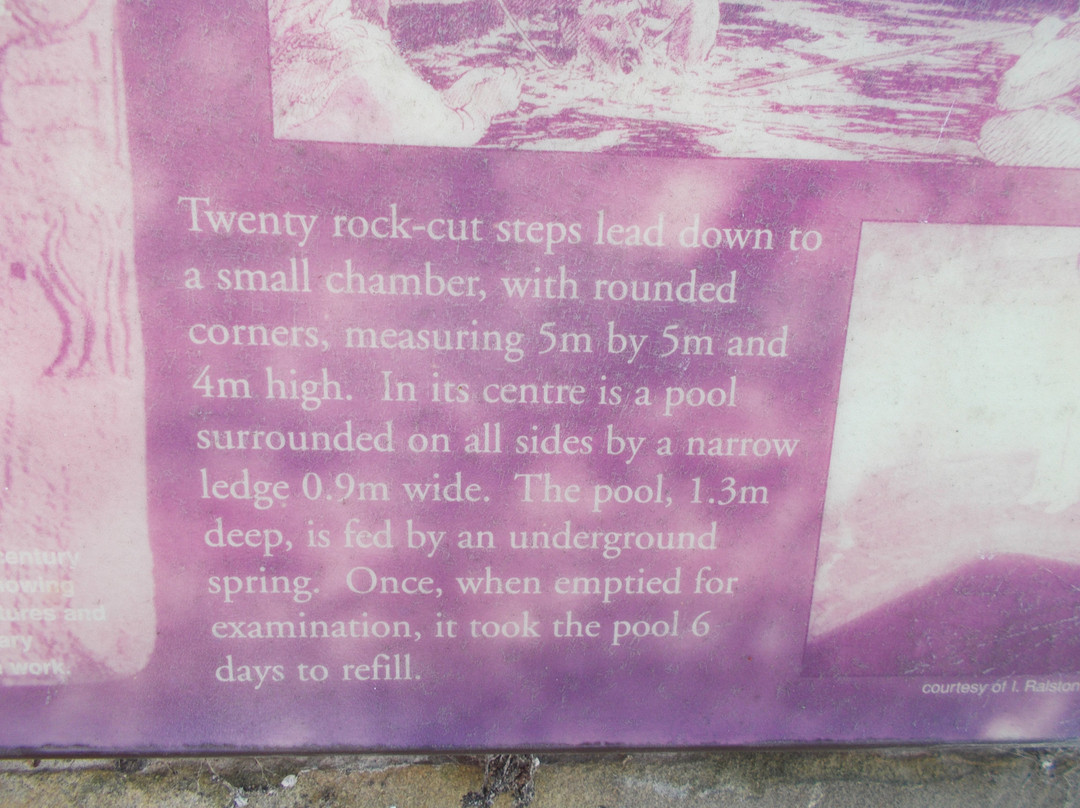 Twenty rock-cut steps lead down to
a small chamber, with rounded
corners, measuring 5m by 5m and
4m high. In its centre is a pool
surrounded on all sides by a narrow
ledge 0.9m wide. The pool, 1.3m
deep, is fed by an underground
spring. Once, when emptied for
examination, it took the pool 6
days to refill.
century
and
work.
courtesy of I. Ralston